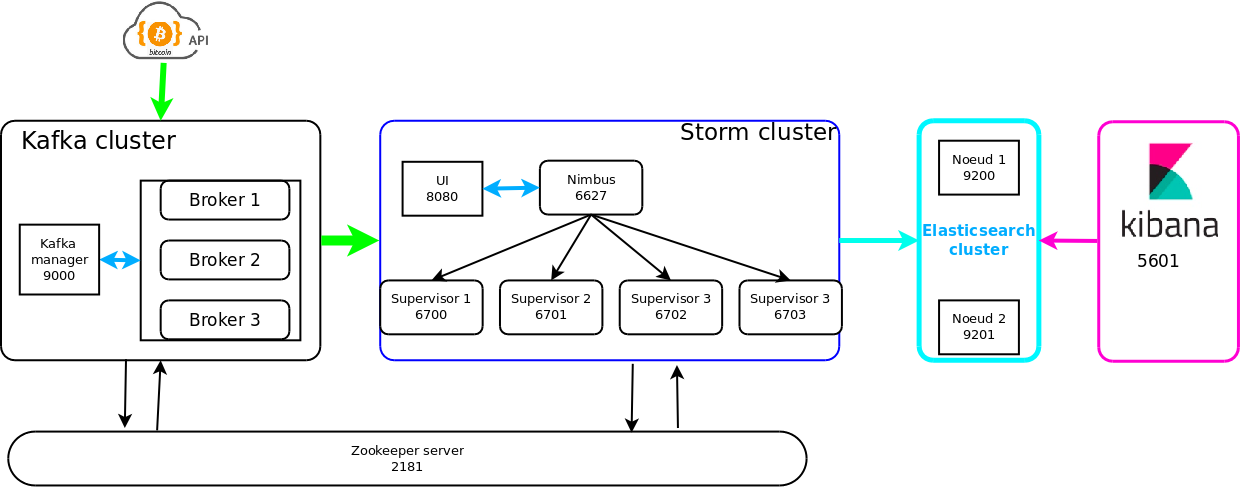 API
bitcoin
Kafka cluster
Kafka
manager
9000
Broker 1
Broker 2
Broker 3
Storm cluster
UI
8080
Nimbus
6627
Supervisor 1
6700
Supervisor 2
6701
Supervisor 3
6702
Supervisor 3
6703
Noeud 1
9200
Elasticsearch
cluster
Noeud 2
9201
kibana
5601
Zookeeper server
2181